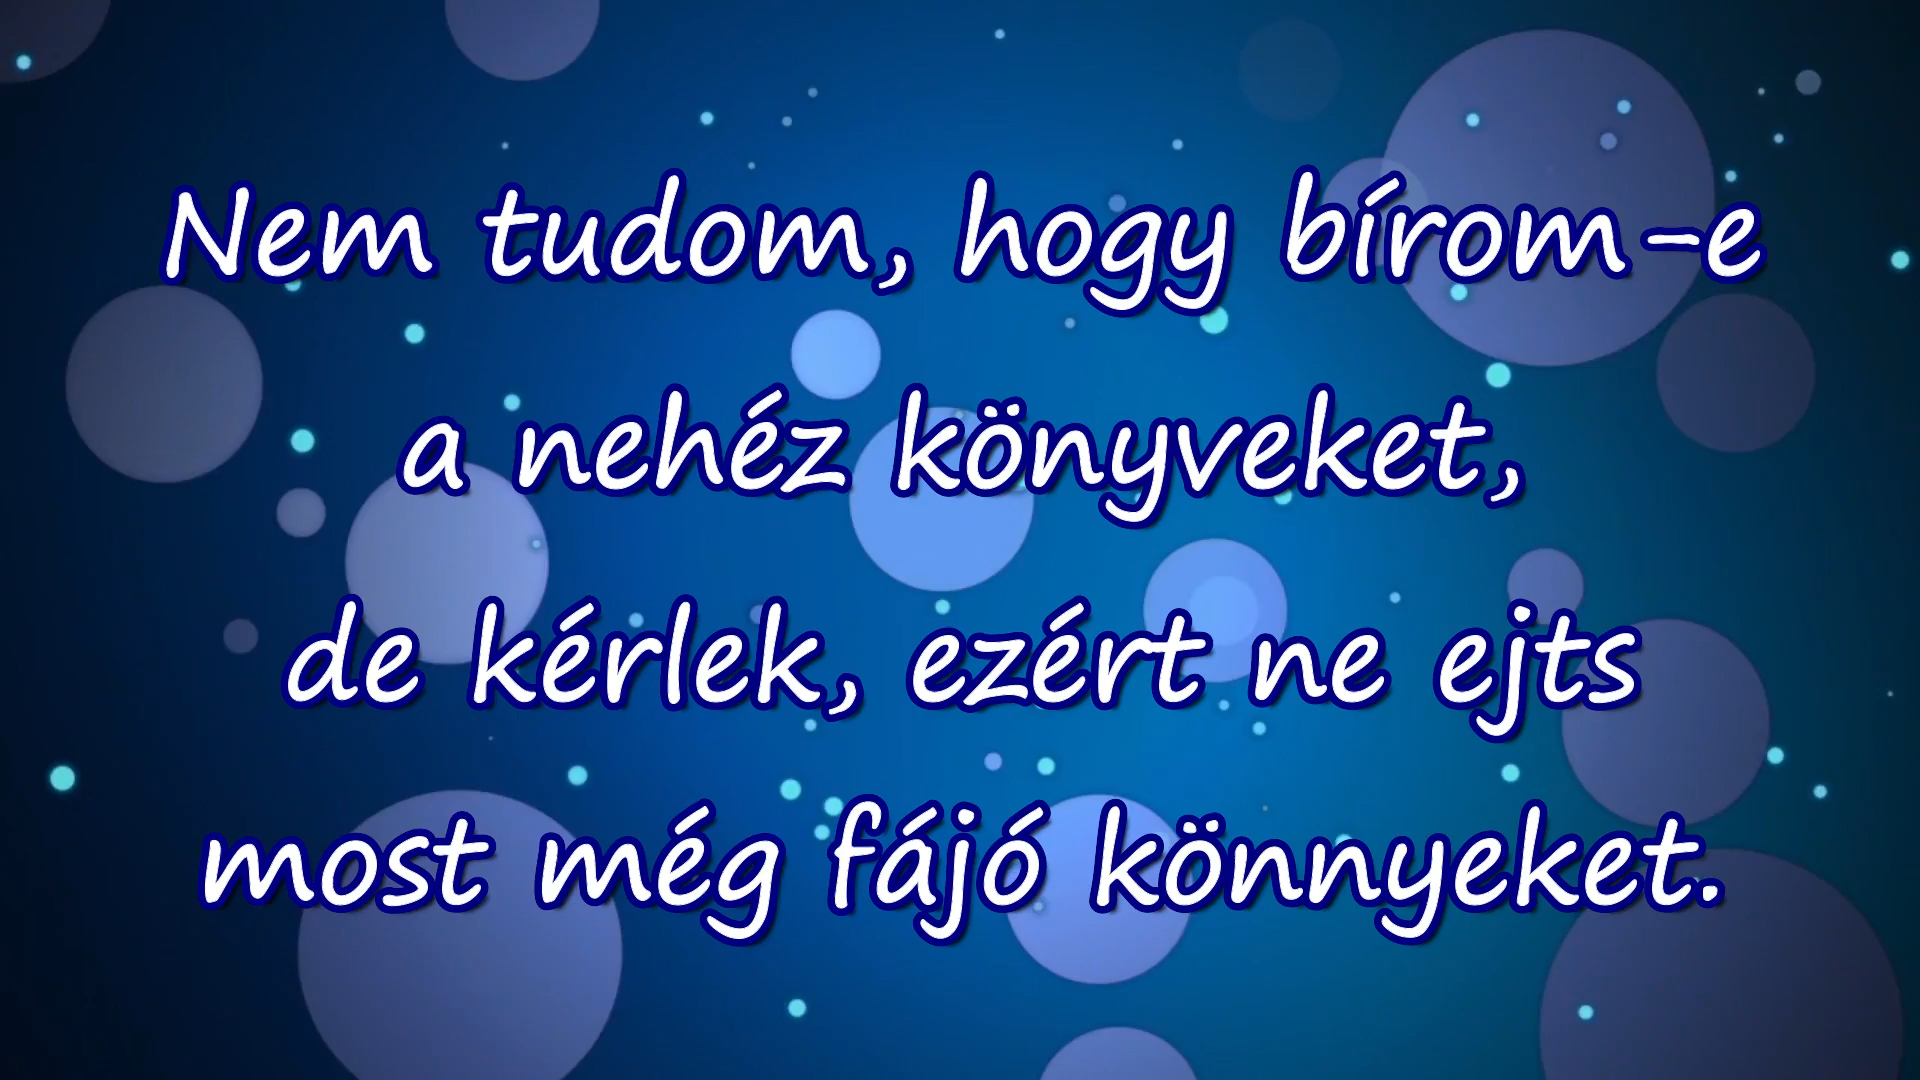 Nem tudom, hogy bírom-e
a nehéz könyveket,
de kérlek, ezért ne ejts
most még fájó könnyeket.